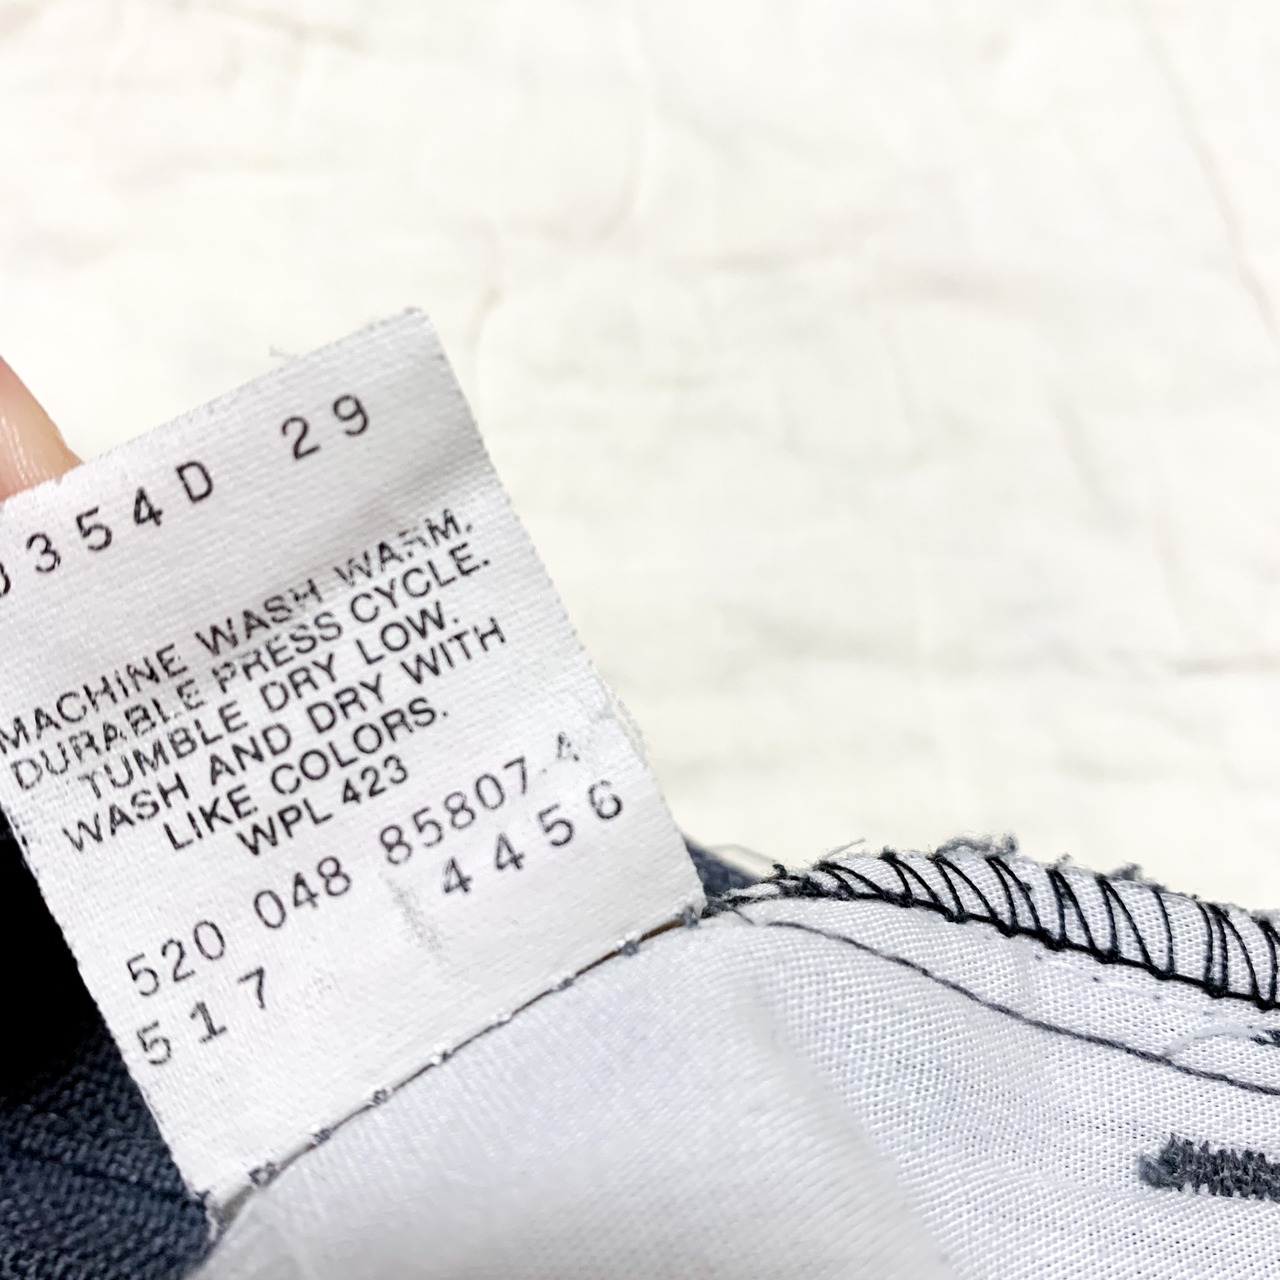 0354D 29
MACHINE WASH WARM.
DURABLE PRESS CYCLE.
TUMBLE DRY LOW.
WASH AND DRY WITH
LIKE COLORS.
WPL 423
520 048 85807 4
517 4456